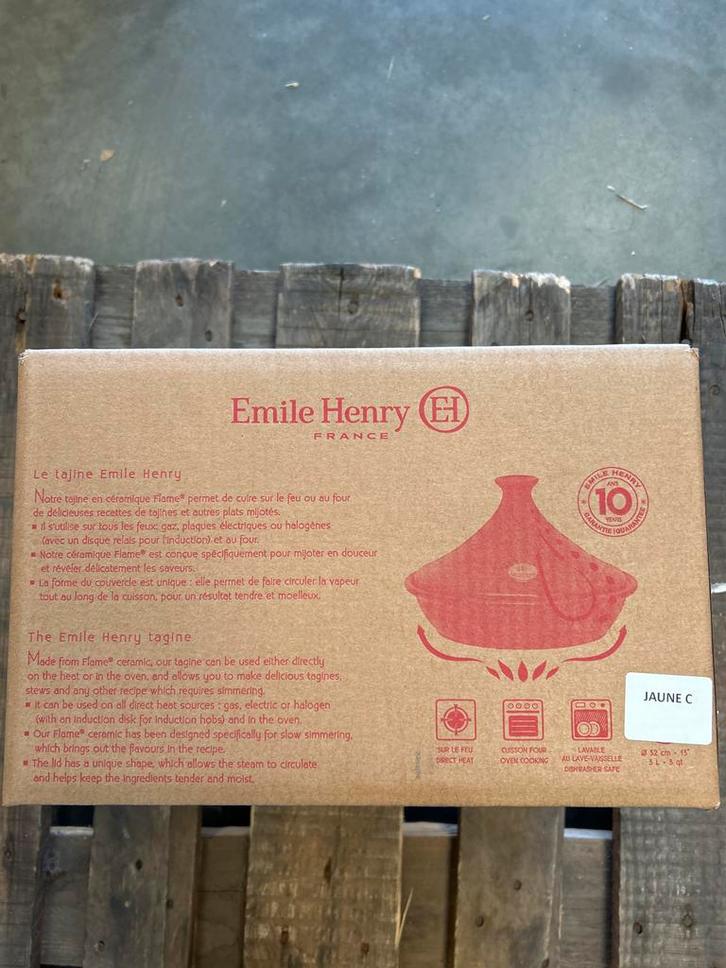 Emile Henry EH
FRANCE
Le tajine Emile Henry
Notre tajine en céramique Flame® permet de cuire sur le feu ou au four
de délicieuses recettes de tajines et autres plats mijotés.
▪ Il s'utilise sur tous les feux: gaz, plaques électriques ou halogènes
(avec un disque relais pour l'induction) et au four.
▪ Notre céramique Flame® est conçue spécifiquement pour mijoter en douceur
et révéler délicatement les saveurs.
▪ La forme du couvercle est unique : elle permet de faire circuler la vapeur
tout au long de la cuisson, pour un résultat tendre et moelleux.
The Emile Henry tagine
Made from Flame® ceramic, our tagine can be used either directly
on the heat or in the oven, and allows you to make delicious tagines,
stews and any other recipe which requires simmering.
▪ It can be used on all direct heat sources : gas, electric or halogen
(with an induction disk for induction hobs) and in the oven.
▪ Our Flame® ceramic has been designed specifically for slow simmering,
which brings out the flavours in the recipe.
▪ The lid has a unique shape, which allows the steam to circulate
and helps keep the ingredients tender and moist.
EMILE HENRY
ANS
10
YEARS
GARANTIE GUARANTEE
SUR LE FEU
DIRECT HEAT
CUISSON FOUR
OVEN COOKING
LAVABLE
AU LAVE-VAISSELLE
DISHWASHER SAFE
JAUNE C
Ø 32 cm - 13"
3 L - 3 qt